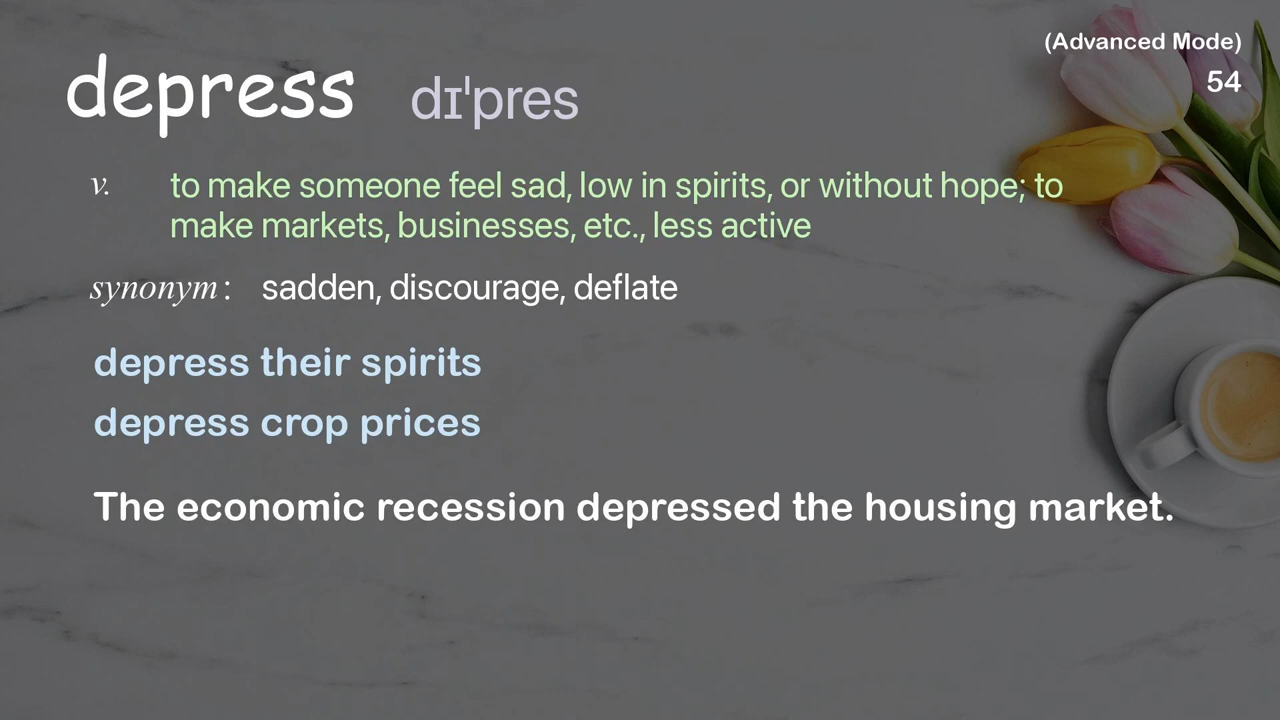 (Advanced Mode)
54
depress dɪˈpres
v. to make someone feel sad, low in spirits, or without hope; to
make markets, businesses, etc., less active
synonym: sadden, discourage, deflate
depress their spirits
depress crop prices
The economic recession depressed the housing market.